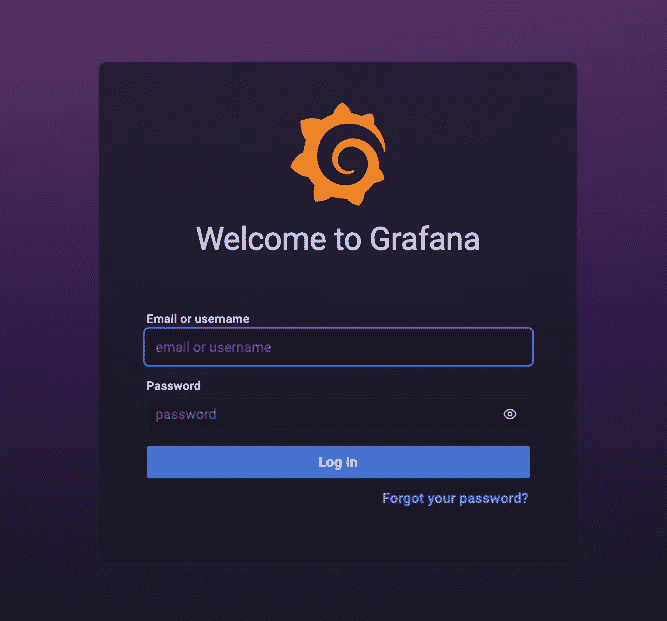 Welcome to Grafana
Email or username
email or username
Password
password
Log in
Forgot your password?